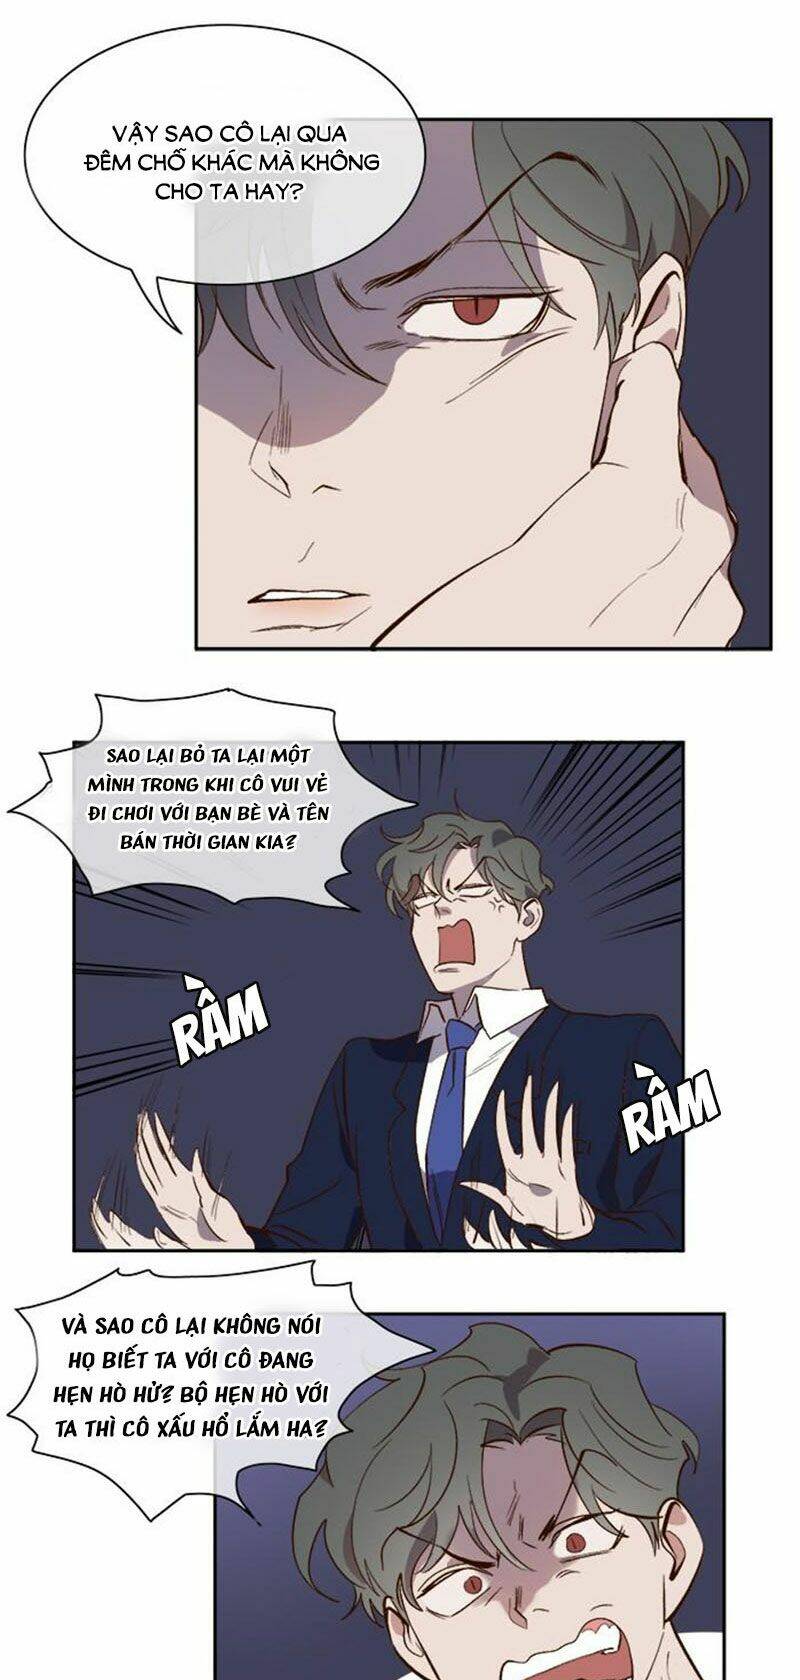 VẬY SAO CÔ LẠI QUA
ĐÊM CHỖ KHÁC MÀ KHÔNG
CHO TA HAY?
SAO LẠI BỎ TA LẠI MỘT
MÌNH TRONG KHI CÔ VUI VẺ
ĐI CHƠI VỚI BẠN BÈ VÀ TÊN
BÁN THỜI GIAN KIA?
RẦM
RẦM
VÀ SAO CÔ LẠI KHÔNG NÓI
HỌ BIẾT TA VỚI CÔ ĐANG
HẸN HÒ HỬ? BỘ HẸN HÒ VỚI
TA THÌ CÔ XẤU HỔ LẮM HẢ?